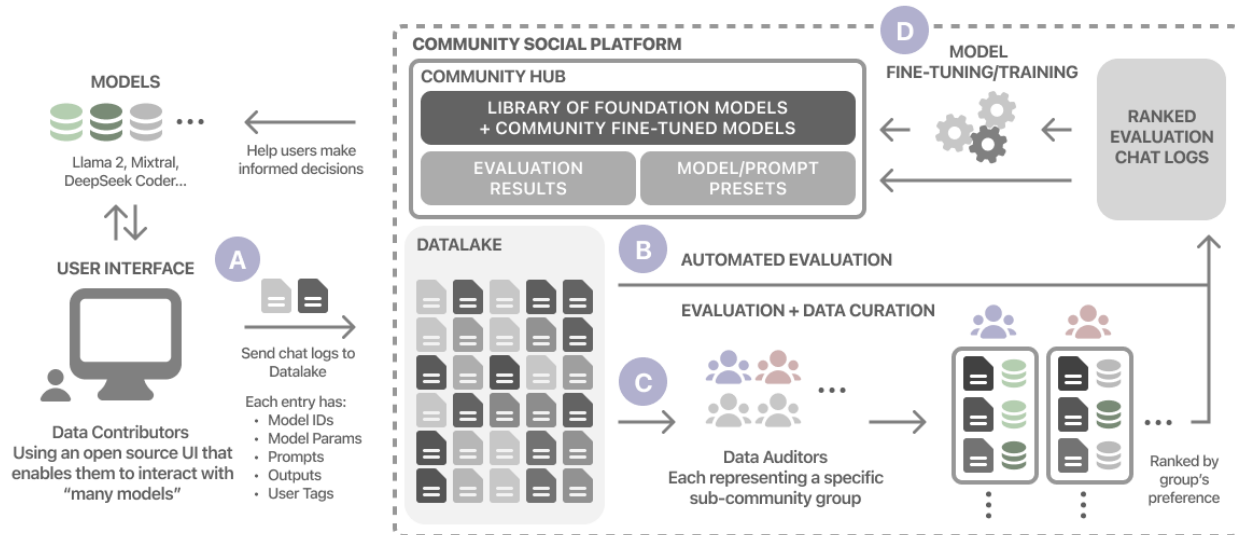 MODELS
Llama 2, Mixtral,
DeepSeek Coder...
Help users make
informed decisions
USER INTERFACE
Data Contributors
Using an open source UI that
enables them to interact with
“many models”
A
Send chat logs to
Datalake
Each entry has:
• Model IDs
• Model Params
• Prompts
• Outputs
• User Tags
COMMUNITY SOCIAL PLATFORM
COMMUNITY HUB
LIBRARY OF FOUNDATION MODELS
+ COMMUNITY FINE-TUNED MODELS
EVALUATION
RESULTS
MODEL/PROMPT
PRESETS
D
MODEL
FINE-TUNING/TRAINING
RANKED
EVALUATION
CHAT LOGS
DATALAKE
B
AUTOMATED EVALUATION
EVALUATION + DATA CURATION
C
Data Auditors
Each representing a specific
sub-community group
Ranked by
group's
preference